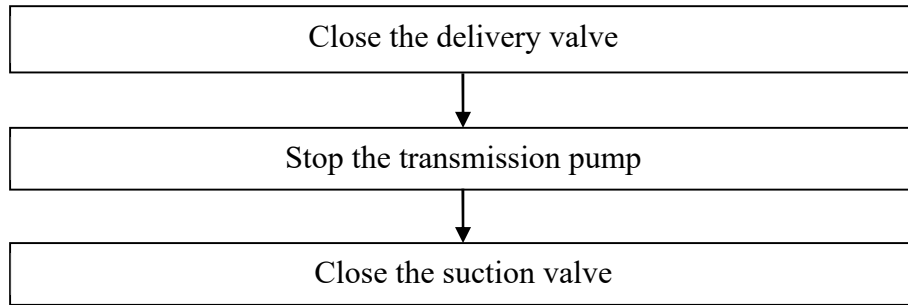 Close the delivery valve
Stop the transmission pump
Close the suction valve